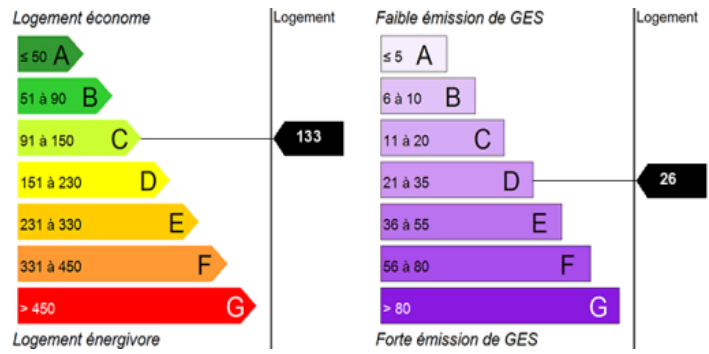 Logement économe
Logement
≤ 50 A
51 à 90 B
91 à 150 C
133
151 à 230 D
231 à 330 E
331 à 450 F
> 450 G
Logement énergivore
Faible émission de GES
Logement
≤ 5 A
6 à 10 B
11 à 20 C
21 à 35 D
26
36 à 55 E
56 à 80 F
> 80 G
Forte émission de GES